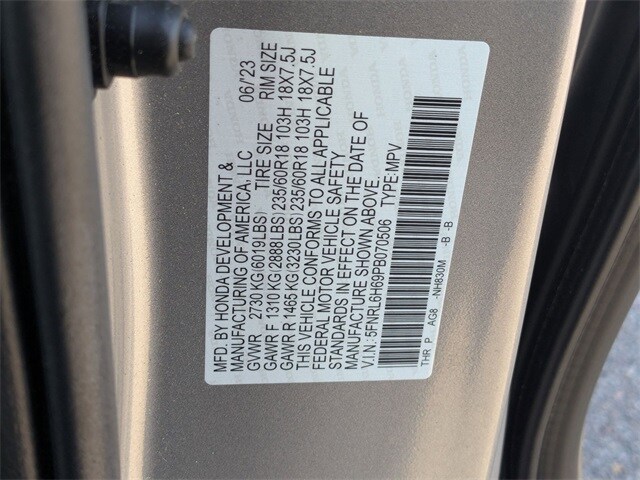 MFD. BY HONDA DEVELOPMENT &
MANUFACTURING OF AMERICA, LLC 06/'23
GVWR 2730 KG(6019LBS) TIRE SIZE RIM SIZE
GAWR F 1310 KG(2888LBS) 235/60R18 103H 18X7.5J
GAWR R 1465 KG(3230LBS) 235/60R18 103H 18X7.5J
THIS VEHICLE CONFORMS TO ALL APPLICABLE
FEDERAL MOTOR VEHICLE SAFETY
STANDARDS IN EFFECT ON THE DATE OF
MANUFACTURE SHOWN ABOVE.
V.I.N.: 5FNRL6H69PB070506 TYPE:MPV
THR P AG8 -NH830M -B -B
HONDA